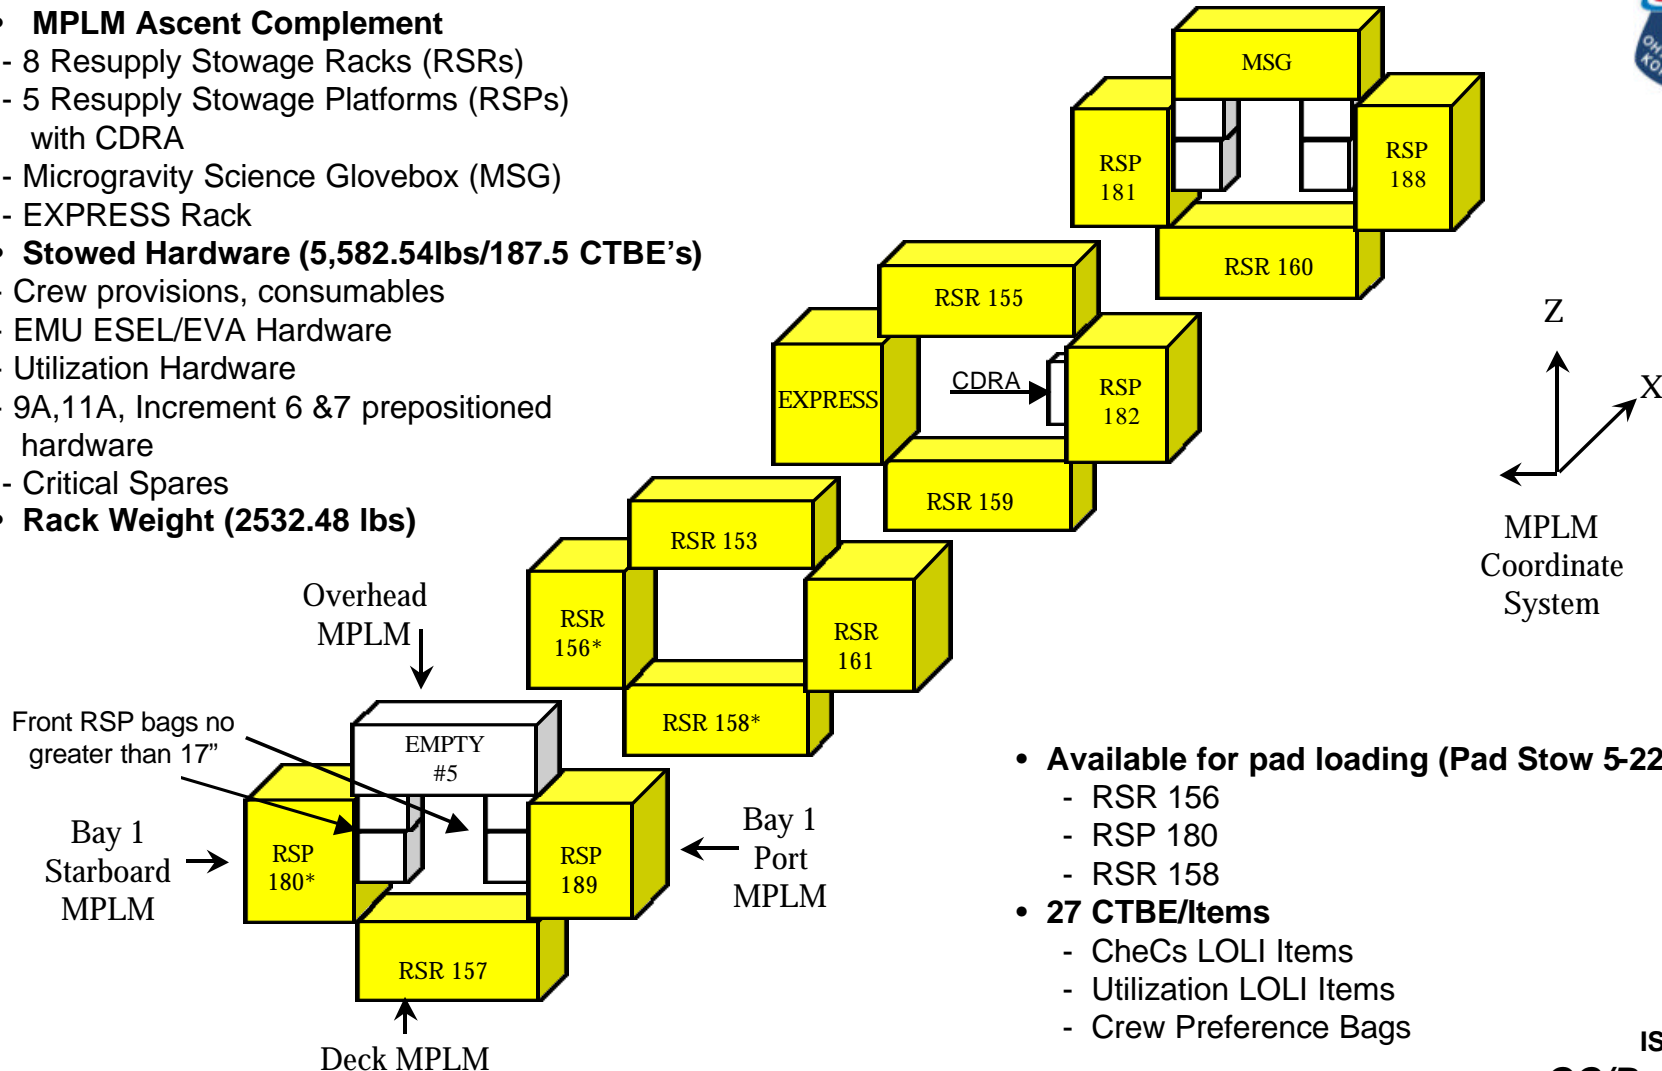 • MPLM Ascent Complement
- 8 Resupply Stowage Racks (RSRs)
- 5 Resupply Stowage Platforms (RSPs)
with CDRA
- Microgravity Science Glovebox (MSG)
- EXPRESS Rack
• Stowed Hardware (5,582.54lbs/187.5 CTBE's)
- Crew provisions, consumables
- EMU ESEL/EVA Hardware
- Utilization Hardware
- 9A,11A, Increment 6 &7 prepositioned
hardware
- Critical Spares
• Rack Weight (2532.48 lbs)
MSG
RSP
181
RSP
188
RSR 160
RSR 155
EXPRESS
CDRA
RSP
182
RSR 159
RSR 153
RSR
156*
RSR
161
RSR 158*
Overhead
MPLM
Front RSP bags no
greater than 17”
EMPTY
#5
Bay 1
Starboard
MPLM
RSP
180*
RSP
189
Bay 1
Port
MPLM
RSR 157
Deck MPLM
Z
X
MPLM
Coordinate
System
• Available for pad loading (Pad Stow 5-22
- RSR 156
- RSP 180
- RSR 158
• 27 CTBE/Items
- CheCs LOLI Items
- Utilization LOLI Items
- Crew Preference Bags